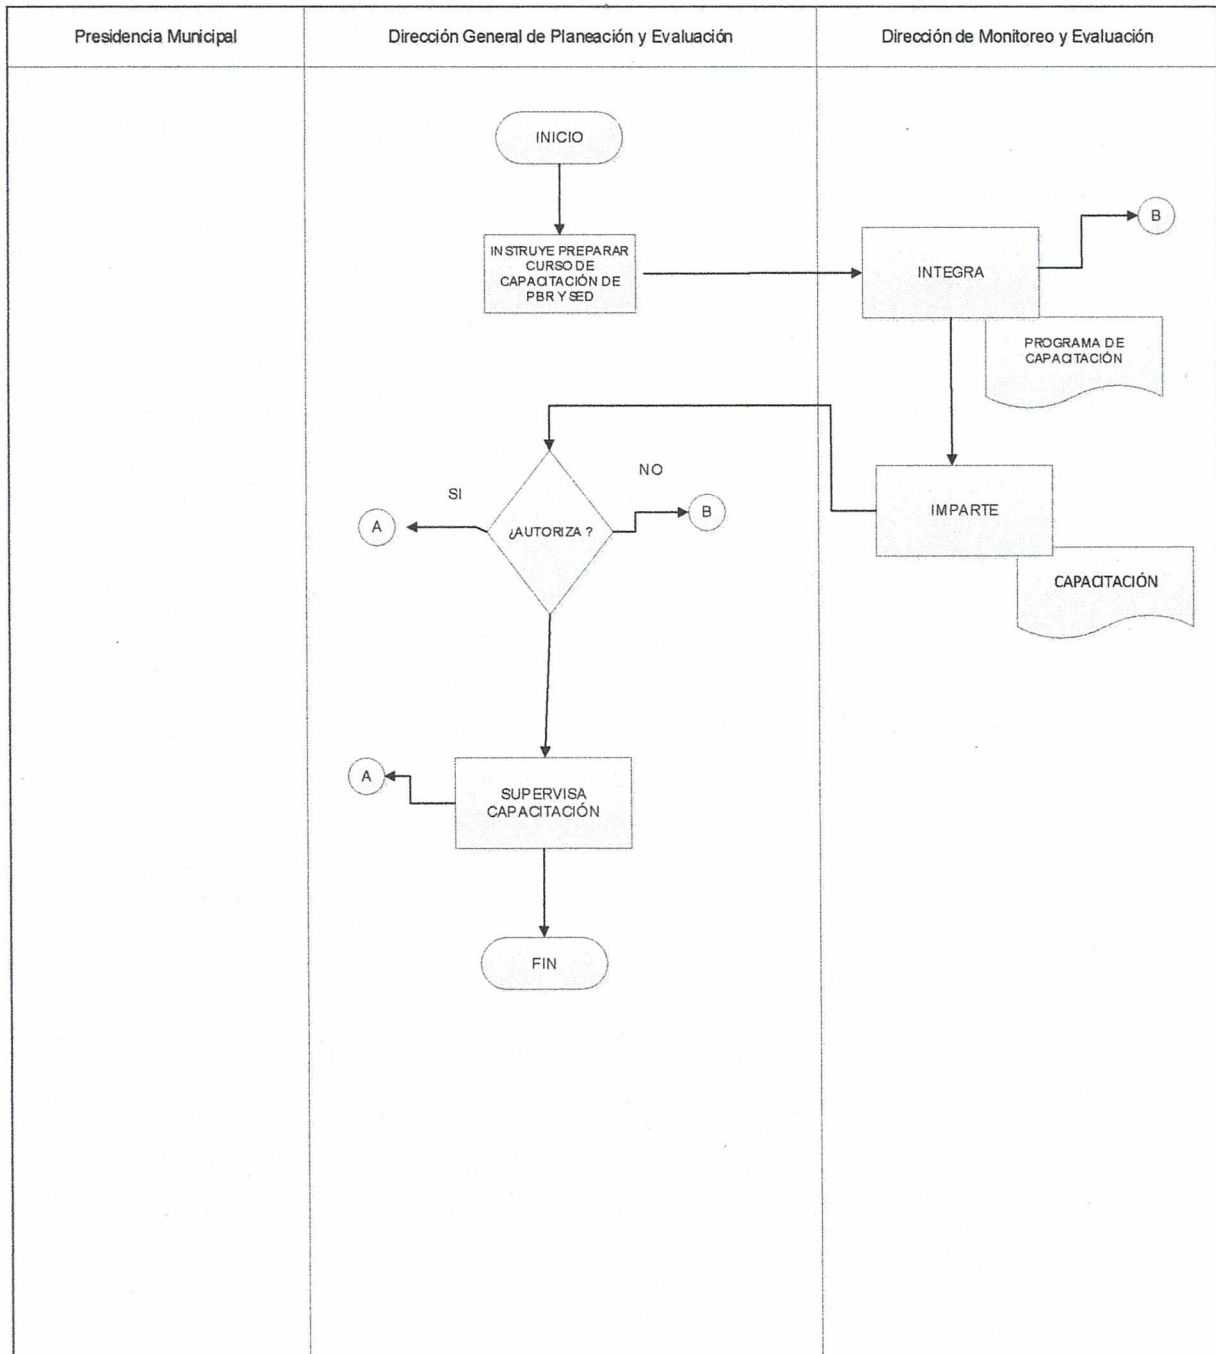 Presidencia Municipal
Dirección General de Planeación y Evaluación
Dirección de Monitoreo y Evaluación
INICIO
INSTRUYE PREPARAR
CURSO DE
CAPACITACIÓN DE
PBR Y SED
B
INTEGRA
PROGRAMA DE
CAPACITACIÓN
SI
NO
A
¿AUTORIZA ?
B
IMPARTE
CAPACITACIÓN
A
SUPERVISA
CAPACITACIÓN
FIN